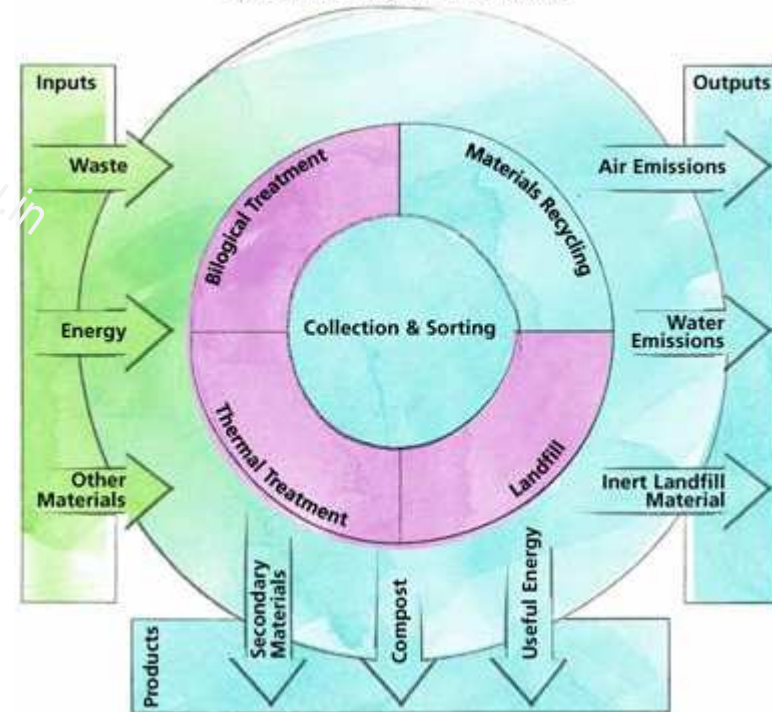 Inputs
Waste
Energy
Other
Materials
Bilogical Treatment
Materials Recycling
Collection & Sorting
Thermal Treatment
Landfill
Outputs
Air Emissions
Water
Emissions
Inert Landfill
Material
Products
Secondary
Materials
Compost
Useful Energy